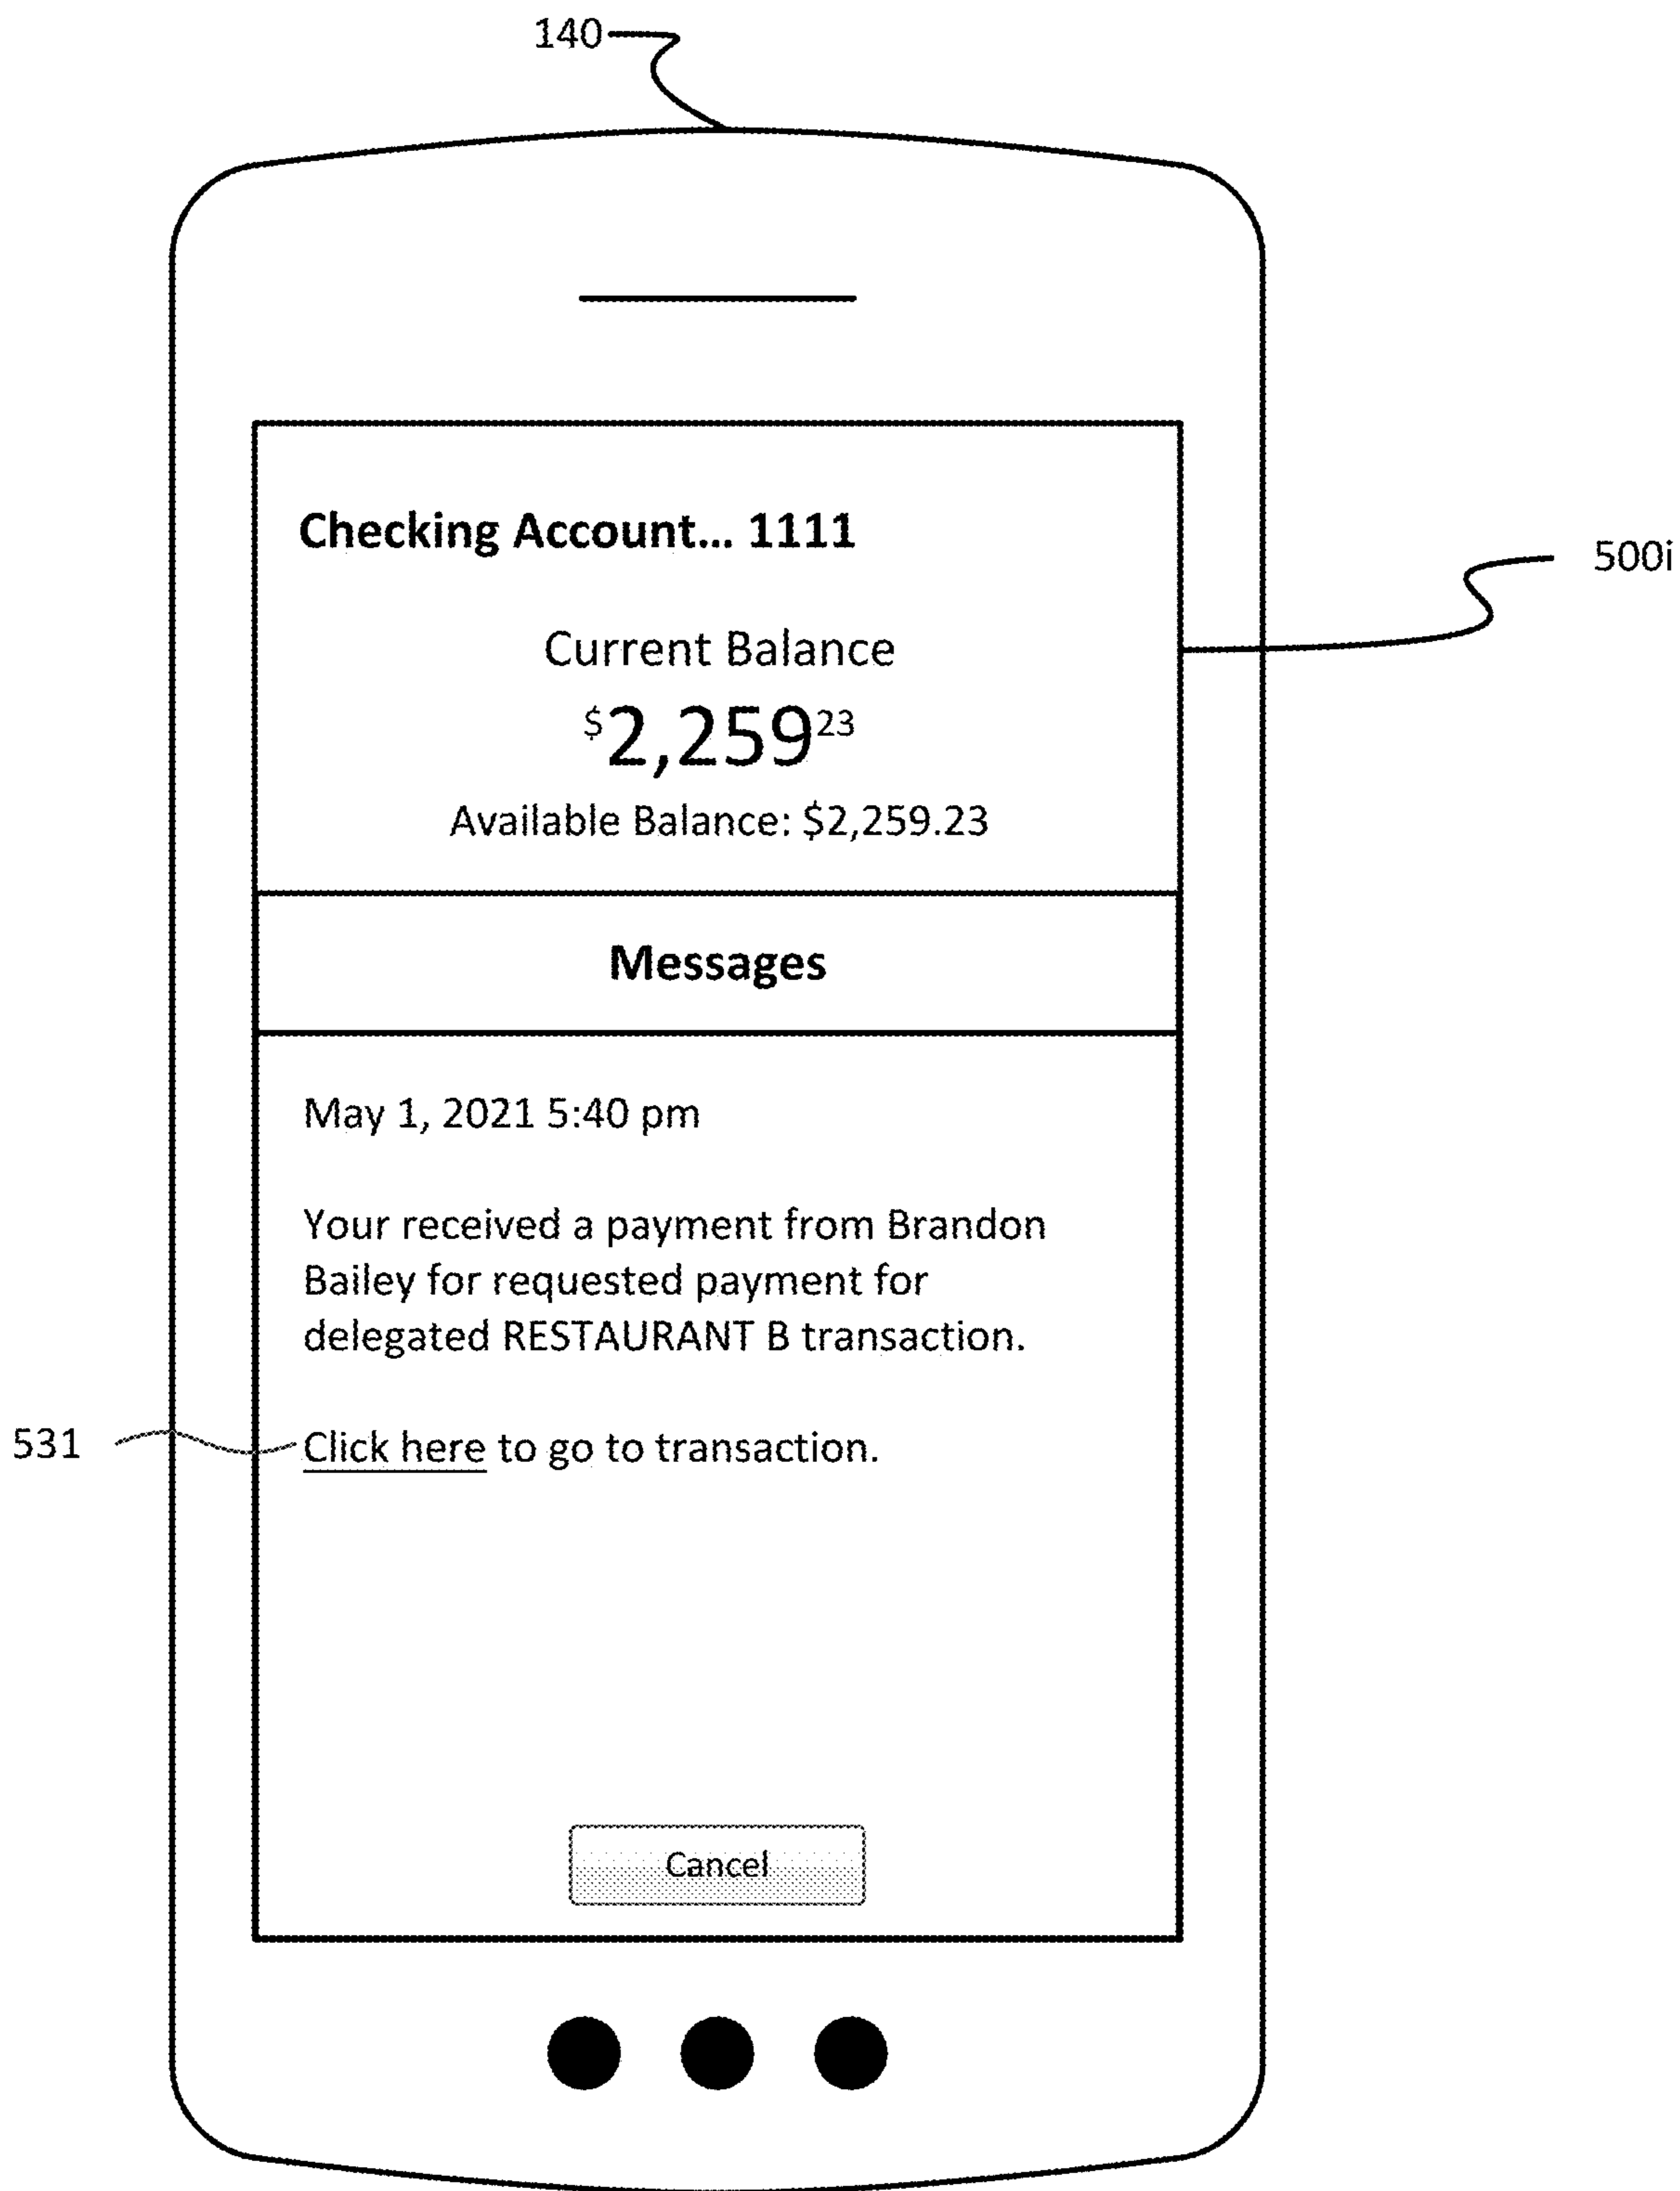 140
Checking Account... 1111
500i
Current Balance
$2,259 23
Available Balance: $2,259.23
Messages
May 1, 2021 5:40 pm
Your received a payment from Brandon
Bailey for requested payment for
delegated RESTAURANT B transaction.
531
Click here to go to transaction.
Cancel